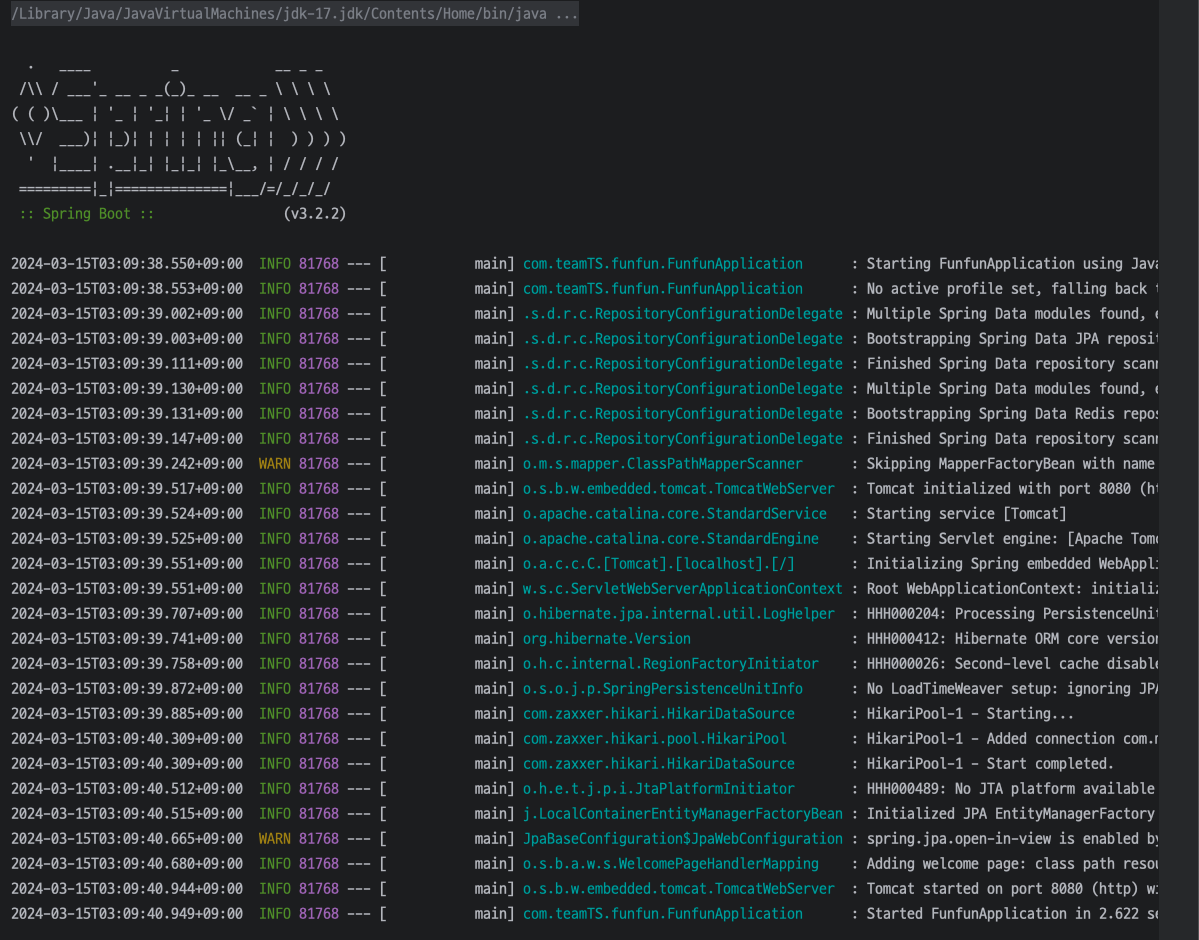 /Library/Java/JavaVirtualMachines/jdk-17.jdk/Contents/Home/bin/java ...
  .   ____          _            __ _ _
 /\\ / ___'_ __ _ _(_)_ __  __ _ \ \ \ \
( ( )\___ | '_ | '_| | '_ \/ _` | \ \ \ \
 \\/  ___)| |_)| | | | | || (_| |  ) ) ) )
  '  |____| .__|_| |_|_| |_\__, | / / / /
 =========|_|==============|___/=/_/_/_/
 :: Spring Boot ::                (v3.2.2)
2024-03-15T03:09:38.550+09:00  INFO 81768 --- [           main] com.teamTS.funfun.FunfunApplication      : Starting FunfunApplication using Java
2024-03-15T03:09:38.553+09:00  INFO 81768 --- [           main] com.teamTS.funfun.FunfunApplication      : No active profile set, falling back
2024-03-15T03:09:39.002+09:00  INFO 81768 --- [           main] .s.d.r.c.RepositoryConfigurationDelegate : Multiple Spring Data modules found,
2024-03-15T03:09:39.003+09:00  INFO 81768 --- [           main] .s.d.r.c.RepositoryConfigurationDelegate : Bootstrapping Spring Data JPA reposit
2024-03-15T03:09:39.111+09:00  INFO 81768 --- [           main] .s.d.r.c.RepositoryConfigurationDelegate : Finished Spring Data repository scann
2024-03-15T03:09:39.130+09:00  INFO 81768 --- [           main] .s.d.r.c.RepositoryConfigurationDelegate : Multiple Spring Data modules found,
2024-03-15T03:09:39.131+09:00  INFO 81768 --- [           main] .s.d.r.c.RepositoryConfigurationDelegate : Bootstrapping Spring Data Redis repos
2024-03-15T03:09:39.147+09:00  INFO 81768 --- [           main] .s.d.r.c.RepositoryConfigurationDelegate : Finished Spring Data repository scann
2024-03-15T03:09:39.242+09:00  WARN 81768 --- [           main] o.m.s.mapper.ClassPathMapperScanner      : Skipping MapperFactoryBean with name
2024-03-15T03:09:39.517+09:00  INFO 81768 --- [           main] o.s.b.w.embedded.tomcat.TomcatWebServer  : Tomcat initialized with port 8080 (ht
2024-03-15T03:09:39.524+09:00  INFO 81768 --- [           main] o.apache.catalina.core.StandardService   : Starting service [Tomcat]
2024-03-15T03:09:39.525+09:00  INFO 81768 --- [           main] o.apache.catalina.core.StandardEngine    : Starting Servlet engine: [Apache Tomc
2024-03-15T03:09:39.551+09:00  INFO 81768 --- [           main] o.a.c.c.C.[Tomcat].[localhost].[/]       : Initializing Spring embedded WebAppli
2024-03-15T03:09:39.551+09:00  INFO 81768 --- [           main] w.s.c.ServletWebServerApplicationContext : Root WebApplicationContext: initializ
2024-03-15T03:09:39.707+09:00  INFO 81768 --- [           main] o.hibernate.jpa.internal.util.LogHelper  : HHH000204: Processing PersistenceUnit
2024-03-15T03:09:39.741+09:00  INFO 81768 --- [           main] org.hibernate.Version                    : HHH000412: Hibernate ORM core version
2024-03-15T03:09:39.758+09:00  INFO 81768 --- [           main] o.h.c.internal.RegionFactoryInitiator    : HHH000026: Second-level cache disable
2024-03-15T03:09:39.872+09:00  INFO 81768 --- [           main] o.s.o.j.p.SpringPersistenceUnitInfo      : No LoadTimeWeaver setup: ignoring JPA
2024-03-15T03:09:39.885+09:00  INFO 81768 --- [           main] com.zaxxer.hikari.HikariDataSource       : HikariPool-1 - Starting...
2024-03-15T03:09:40.309+09:00  INFO 81768 --- [           main] com.zaxxer.hikari.pool.HikariPool        : HikariPool-1 - Added connection com.m
2024-03-15T03:09:40.309+09:00  INFO 81768 --- [           main] com.zaxxer.hikari.HikariDataSource       : HikariPool-1 - Start completed.
2024-03-15T03:09:40.512+09:00  INFO 81768 --- [           main] o.h.e.t.j.p.i.JtaPlatformInitiator       : HHH000489: No JTA platform available
2024-03-15T03:09:40.515+09:00  INFO 81768 --- [           main] j.LocalContainerEntityManagerFactoryBean : Initialized JPA EntityManagerFactory
2024-03-15T03:09:40.665+09:00  WARN 81768 --- [           main] JpaBaseConfiguration$JpaWebConfiguration : spring.jpa.open-in-view is enabled by
2024-03-15T03:09:40.680+09:00  INFO 81768 --- [           main] o.s.b.a.w.s.WelcomePageHandlerMapping    : Adding welcome page: class path resou
2024-03-15T03:09:40.944+09:00  INFO 81768 --- [           main] o.s.b.w.embedded.tomcat.TomcatWebServer  : Tomcat started on port 8080 (http) wi
2024-03-15T03:09:40.949+09:00  INFO 81768 --- [           main] com.teamTS.funfun.FunfunApplication      : Started FunfunApplication in 2.622 se